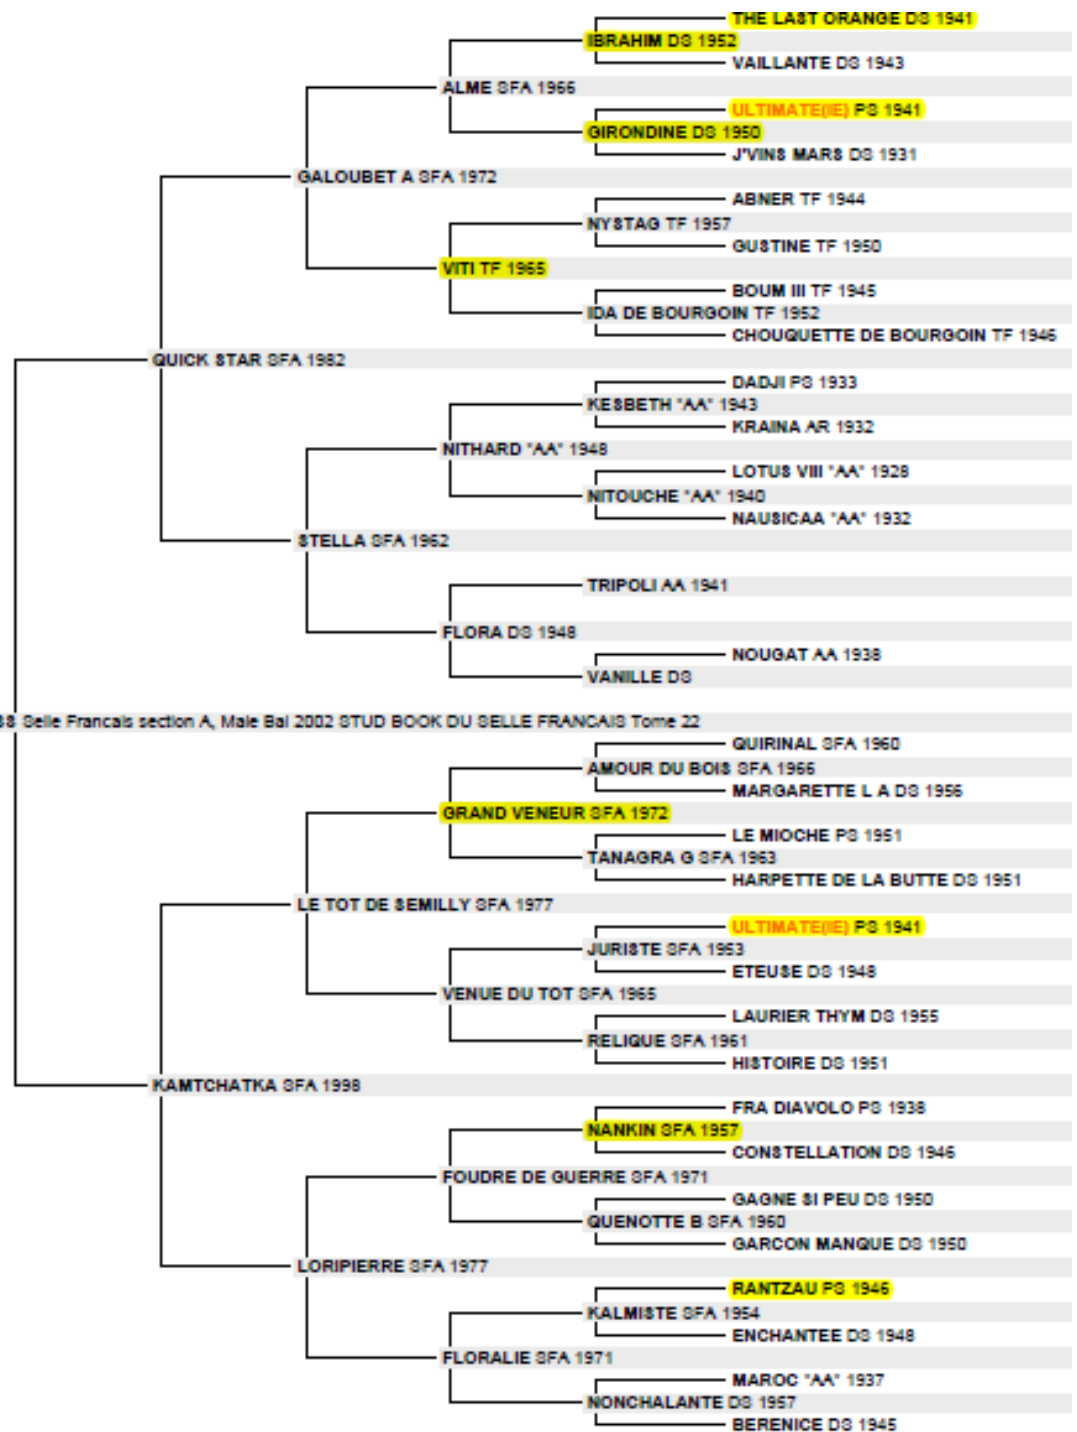 THE LAST ORANGE DS 1941
IBRAHIM DS 1952
VAILLANTE DS 1943
ALME SFA 1966
ULTIMATE(IE) PS 1941
GIRONDINE DS 1950
J'VINS MARS DS 1931
GALOUBET A SFA 1972
ABNER TF 1944
NYSTAG TF 1957
GUSTINE TF 1950
VITI TF 1965
BOUM III TF 1945
IDA DE BOURGOIN TF 1952
CHOUQUETTE DE BOURGOIN TF 1946
QUICK STAR SFA 1982
DADJI PS 1933
KESBETH "AA" 1943
KRAINA AR 1932
NITHARD "AA" 1948
LOTUS VIII "AA" 1928
NITOUCHE "AA" 1940
NAUSICAA "AA" 1932
STELLA SFA 1962
TRIPOLI AA 1941
FLORA DS 1948
NOUGAT AA 1938
VANILLE DS
Selle Francais section A, Male Bai 2002 STUD BOOK DU SELLE FRANCAIS Tome 22
QUIRINAL SFA 1960
AMOUR DU BOIS SFA 1966
MARGARETTE L A DS 1956
GRAND VENEUR SFA 1972
LE MIOCHE PS 1951
TANAGRA G SFA 1963
HARPETTE DE LA BUTTE DS 1951
LE TOT DE SEMILLY SFA 1977
ULTIMATE(IE) PS 1941
JURISTE SFA 1953
ETEUSE DS 1948
VENUE DU TOT SFA 1965
LAURIER THYM DS 1955
RELIQUE SFA 1961
HISTOIRE DS 1951
KAMTCHATKA SFA 1998
FRA DIAVOLO PS 1938
NANKIN SFA 1957
CONSTELLATION DS 1946
FOUDRE DE GUERRE SFA 1971
GAGNE SI PEU DS 1950
QUENOTTE B SFA 1960
GARCON MANQUE DS 1950
LORIPIERRE SFA 1977
RANTZAU PS 1946
KALMISTE SFA 1954
ENCHANTEE DS 1948
FLORALIE SFA 1971
MAROC "AA" 1937
NONCHALANTE DS 1957
BERENICE DS 1945